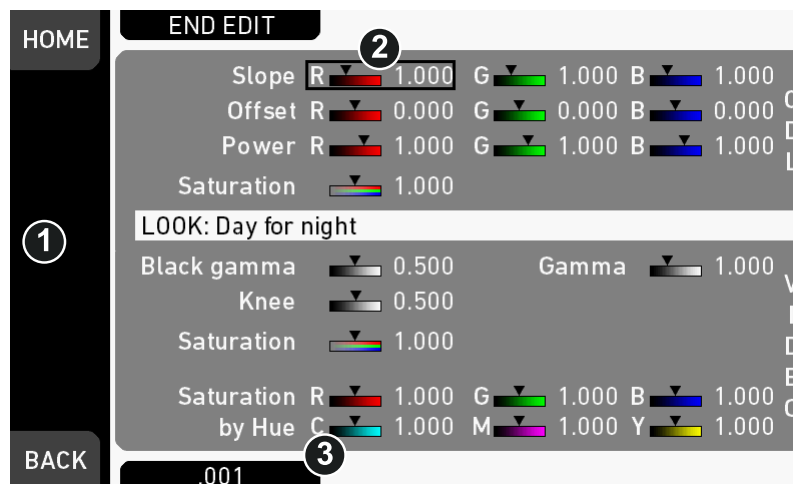 HOME
END EDIT
2
Slope R 1.000 G 1.000 B 1.000
Offset R 0.000 G 0.000 B 0.000
Power R 1.000 G 1.000 B 1.000
Saturation 1.000
LOOK: Day for night
1
Black gamma 0.500 Gamma 1.000
Knee 0.500
Saturation 1.000
Saturation R 1.000 G 1.000 B 1.000
by Hue C 1.000 M 1.000 Y 1.000
3
BACK
.001